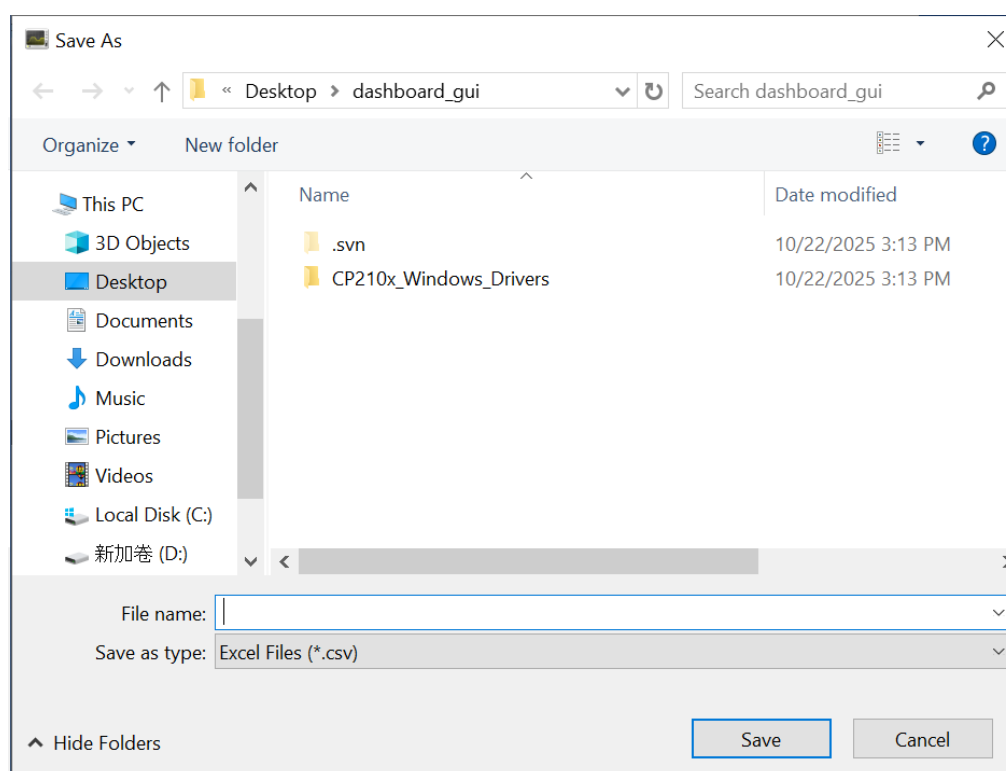 Save As
« Desktop > dashboard_gui
Search dashboard_gui
Organize
New folder
?
Name
Date modified
This PC
3D Objects
Desktop
Documents
Downloads
Music
Pictures
Videos
Local Disk (C:)
新加卷 (D:)
.svn 10/22/2025 3:13 PM
CP210x_Windows_Drivers 10/22/2025 3:13 PM
File name:
Save as type: Excel Files (*.csv)
Hide Folders
Save
Cancel